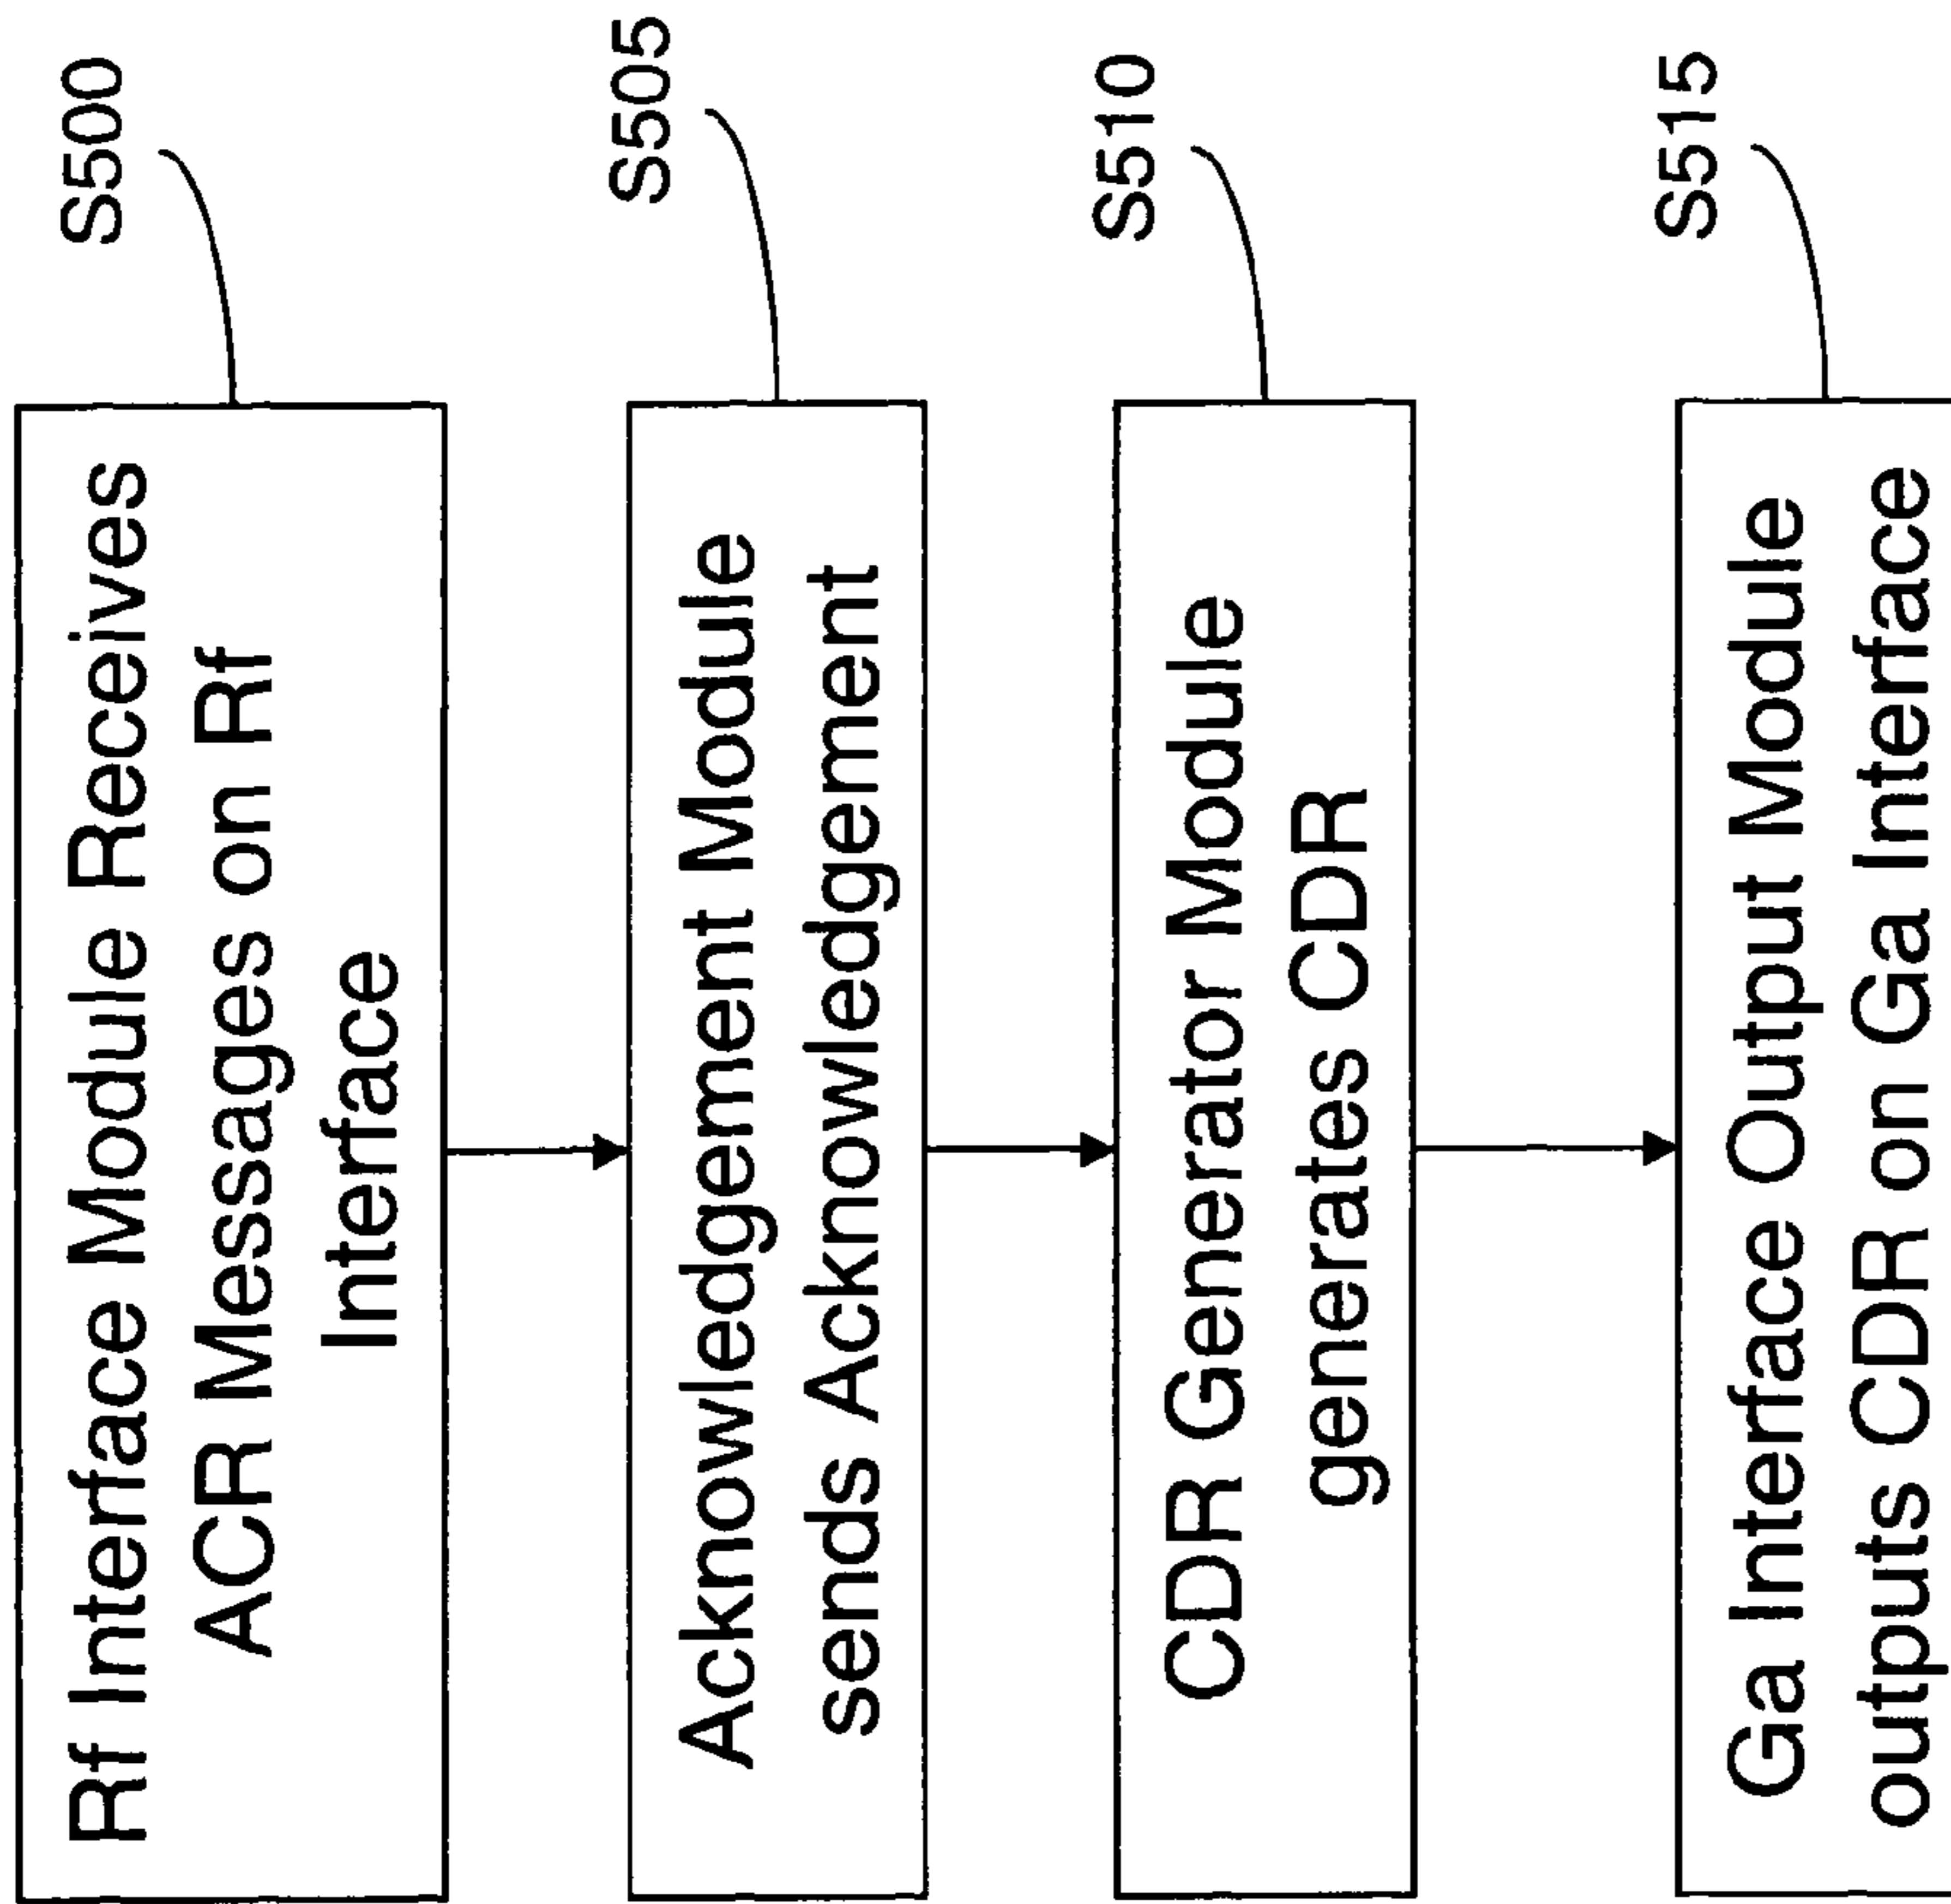 Rf Interface Module Receives
ACR Messages on Rf
Interface
S500
Acknowledgement Module
sends Acknowledgement
S505
CDR Generator Module
generates CDR
S510
Ga Interface Output Module
outputs CDR on Ga Interface
S515